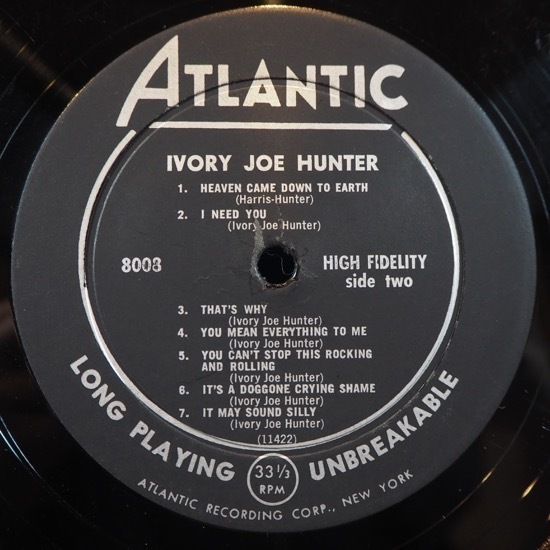 ATLANTIC
IVORY JOE HUNTER
1. HEAVEN CAME DOWN TO EARTH
(Harris-Hunter)
2. I NEED YOU
(Ivory Joe Hunter)
8008
HIGH FIDELITY
side two
3. THAT'S WHY
(Ivory Joe Hunter)
4. YOU MEAN EVERYTHING TO ME
(Ivory Joe Hunter)
5. YOU CAN'T STOP THIS ROCKING
AND ROLLING
(Ivory Joe Hunter)
6. IT'S A DOGGONE CRYING SHAME
(Ivory Joe Hunter)
7. IT MAY SOUND SILLY
(Ivory Joe Hunter)
(11422)
LONG PLAYING
33 1/3
RPM
UNBREAKABLE
ATLANTIC RECORDING CORP., NEW YORK